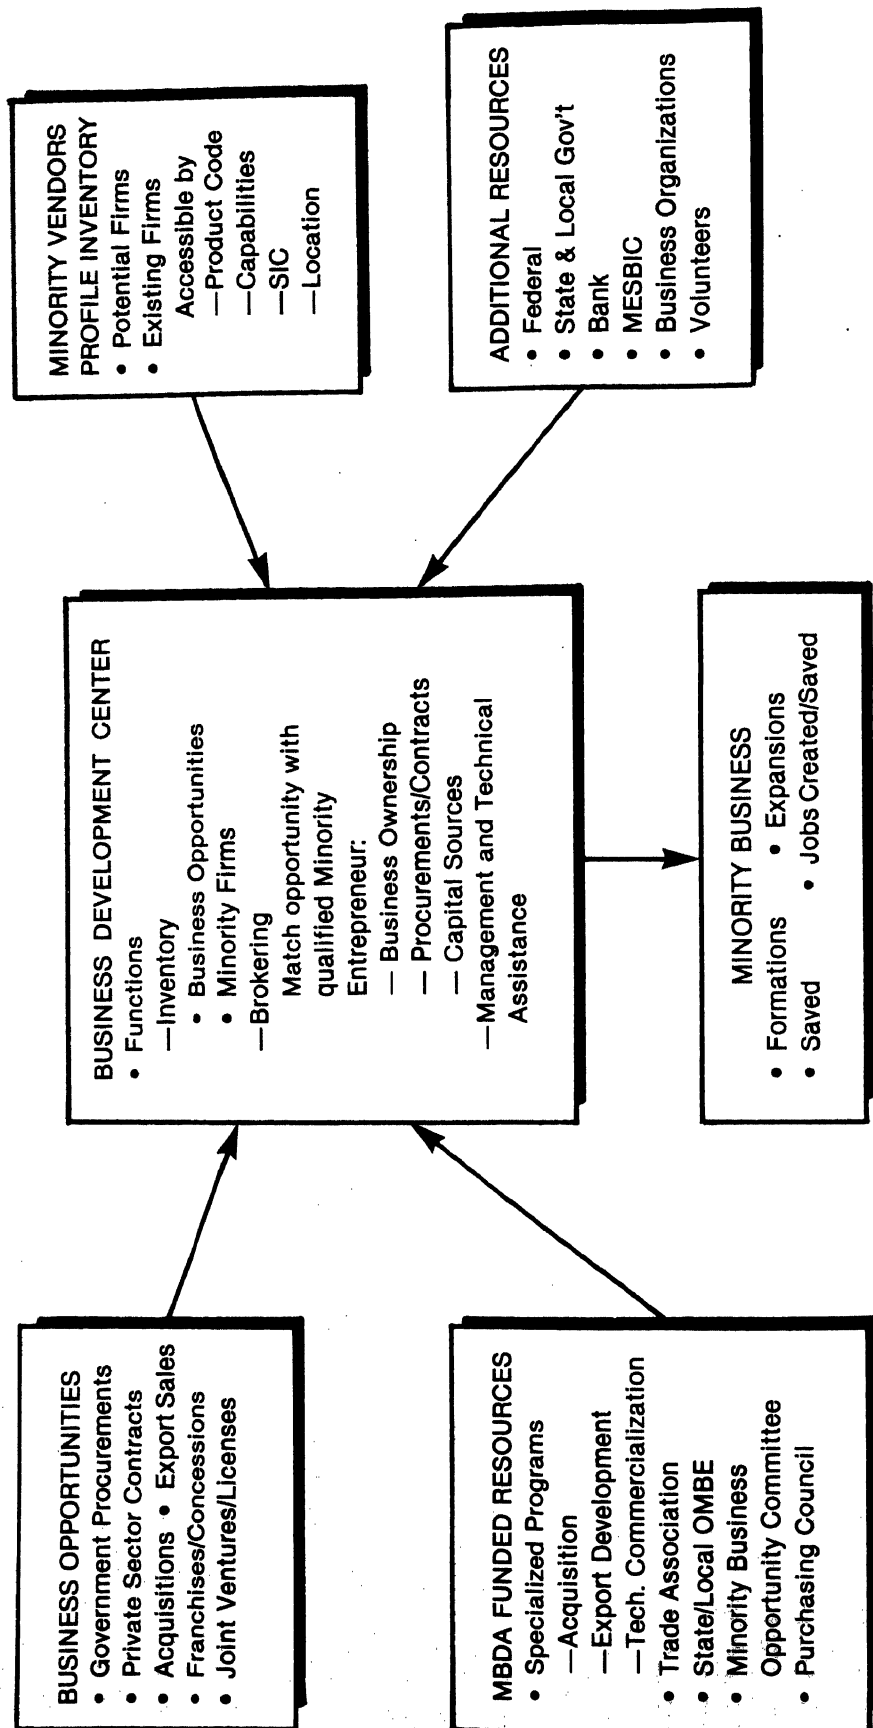 BUSINESS OPPORTUNITIES
• Government Procurements
• Private Sector Contracts
• Acquisitions • Export Sales
• Franchises/Concessions
• Joint Ventures/Licenses
MBDA FUNDED RESOURCES
• Specialized Programs
—Acquisition
—Export Development
—Tech. Commercialization
• Trade Association
• State/Local OMBE
• Minority Business
Opportunity Committee
• Purchasing Council
BUSINESS DEVELOPMENT CENTER
• Functions
—Inventory
• Business Opportunities
• Minority Firms
—Brokering
Match opportunity with
qualified Minority
Entrepreneur:
— Business Ownership
— Procurements/Contracts
— Capital Sources
—Management and Technical
Assistance
MINORITY BUSINESS
• Formations • Expansions
• Saved • Jobs Created/Saved
MINORITY VENDORS
PROFILE INVENTORY
• Potential Firms
• Existing Firms
Accessible by
—Product Code
—Capabilities
—SIC
—Location
ADDITIONAL RESOURCES
• Federal
• State & Local Gov't
• Bank
• MESBIC
• Business Organizations
• Volunteers